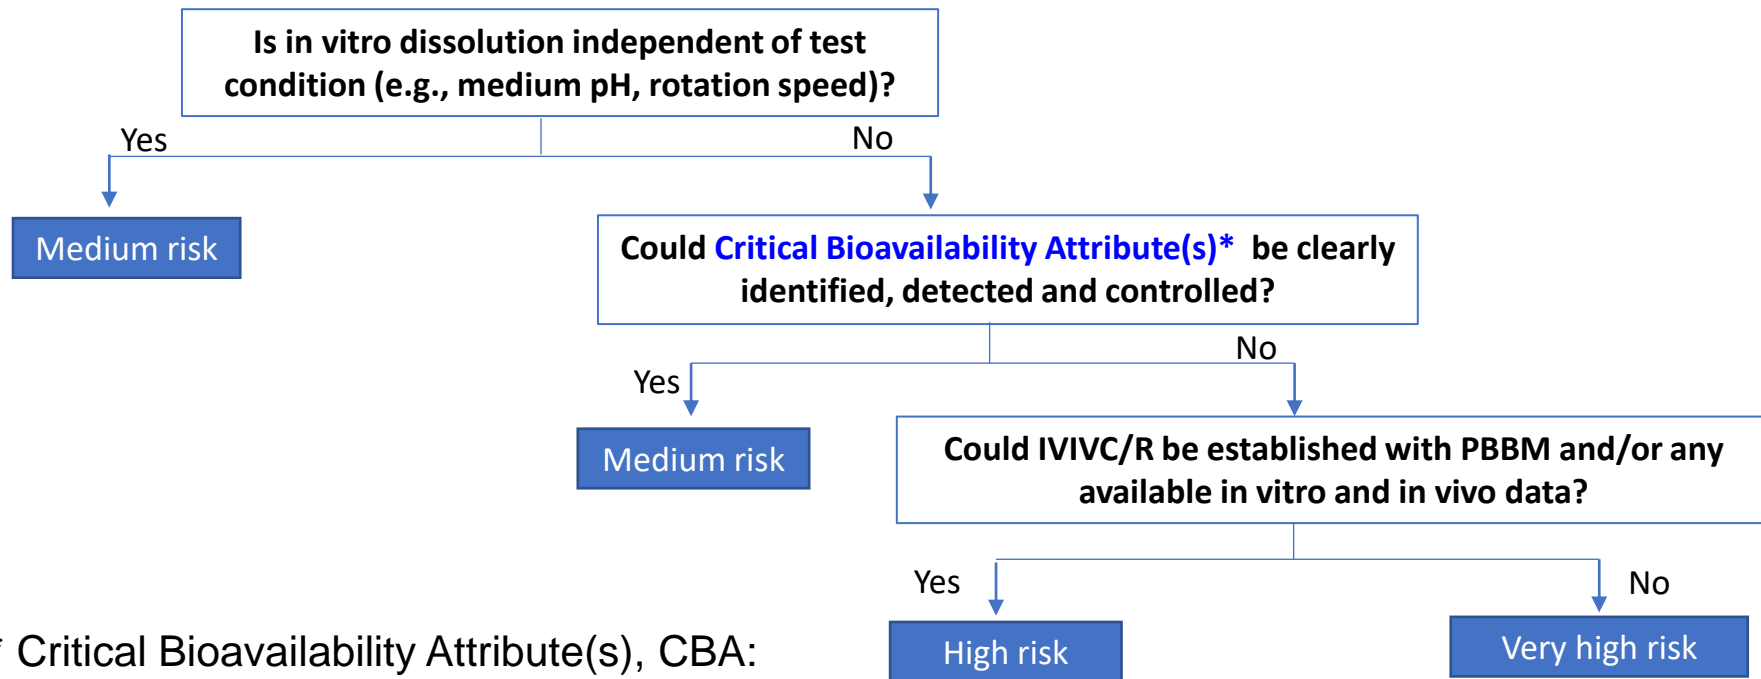 Is in vitro dissolution independent of test
condition (e.g., medium pH, rotation speed)?
Yes
No
Medium risk
Could Critical Bioavailability Attribute(s)* be clearly
identified, detected and controlled?
Yes
No
Medium risk
Could IVIVC/R be established with PBBM and/or any
available in vitro and in vivo data?
Yes
No
High risk
Very high risk
* Critical Bioavailability Attribute(s), CBA: